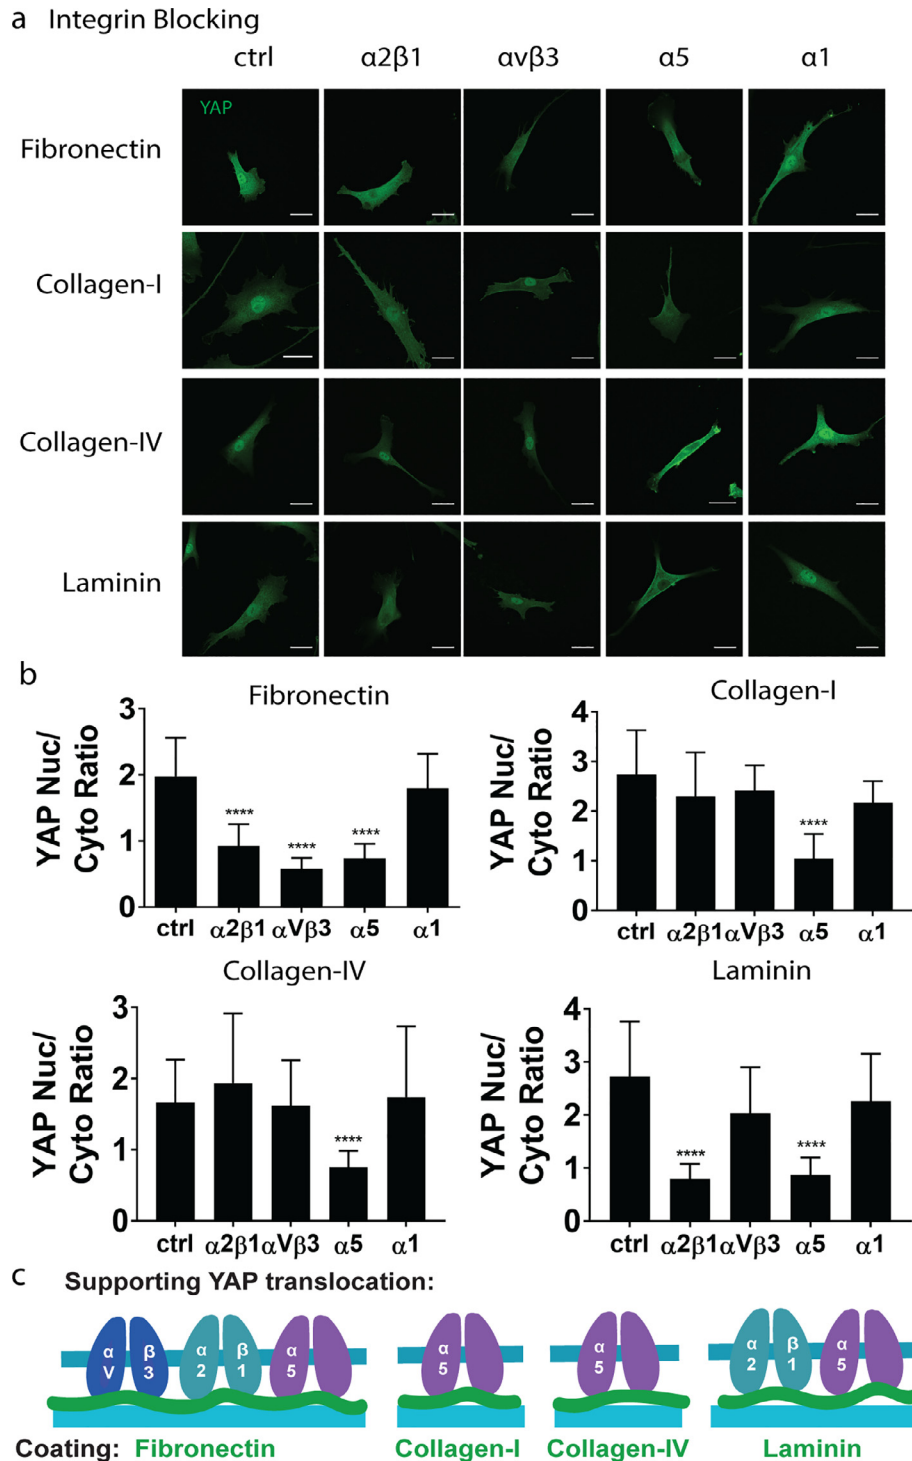 a Integrin Blocking
ctrl α2β1 αvβ3 α5 α1
YAP
Fibronectin
Collagen-I
Collagen-IV
Laminin
b
Fibronectin
YAP Nuc/
Cyto Ratio
3
2
1
0
**** **** ****
ctrl α2β1 αVβ3 α5 α1
Collagen-I
YAP Nuc/
Cyto Ratio
4
3
2
1
0
****
ctrl α2β1 αVβ3 α5 α1
Collagen-IV
YAP Nuc/
Cyto Ratio
3
2
1
0
****
ctrl α2β1 αVβ3 α5 α1
Laminin
YAP Nuc/
Cyto Ratio
4
3
2
1
0
**** ****
ctrl α2β1 αVβ3 α5 α1
c Supporting YAP translocation:
α β α β α α α α β α
V 3 2 1 5 5 5 2 1 5
Coating: Fibronectin Collagen-I Collagen-IV Laminin